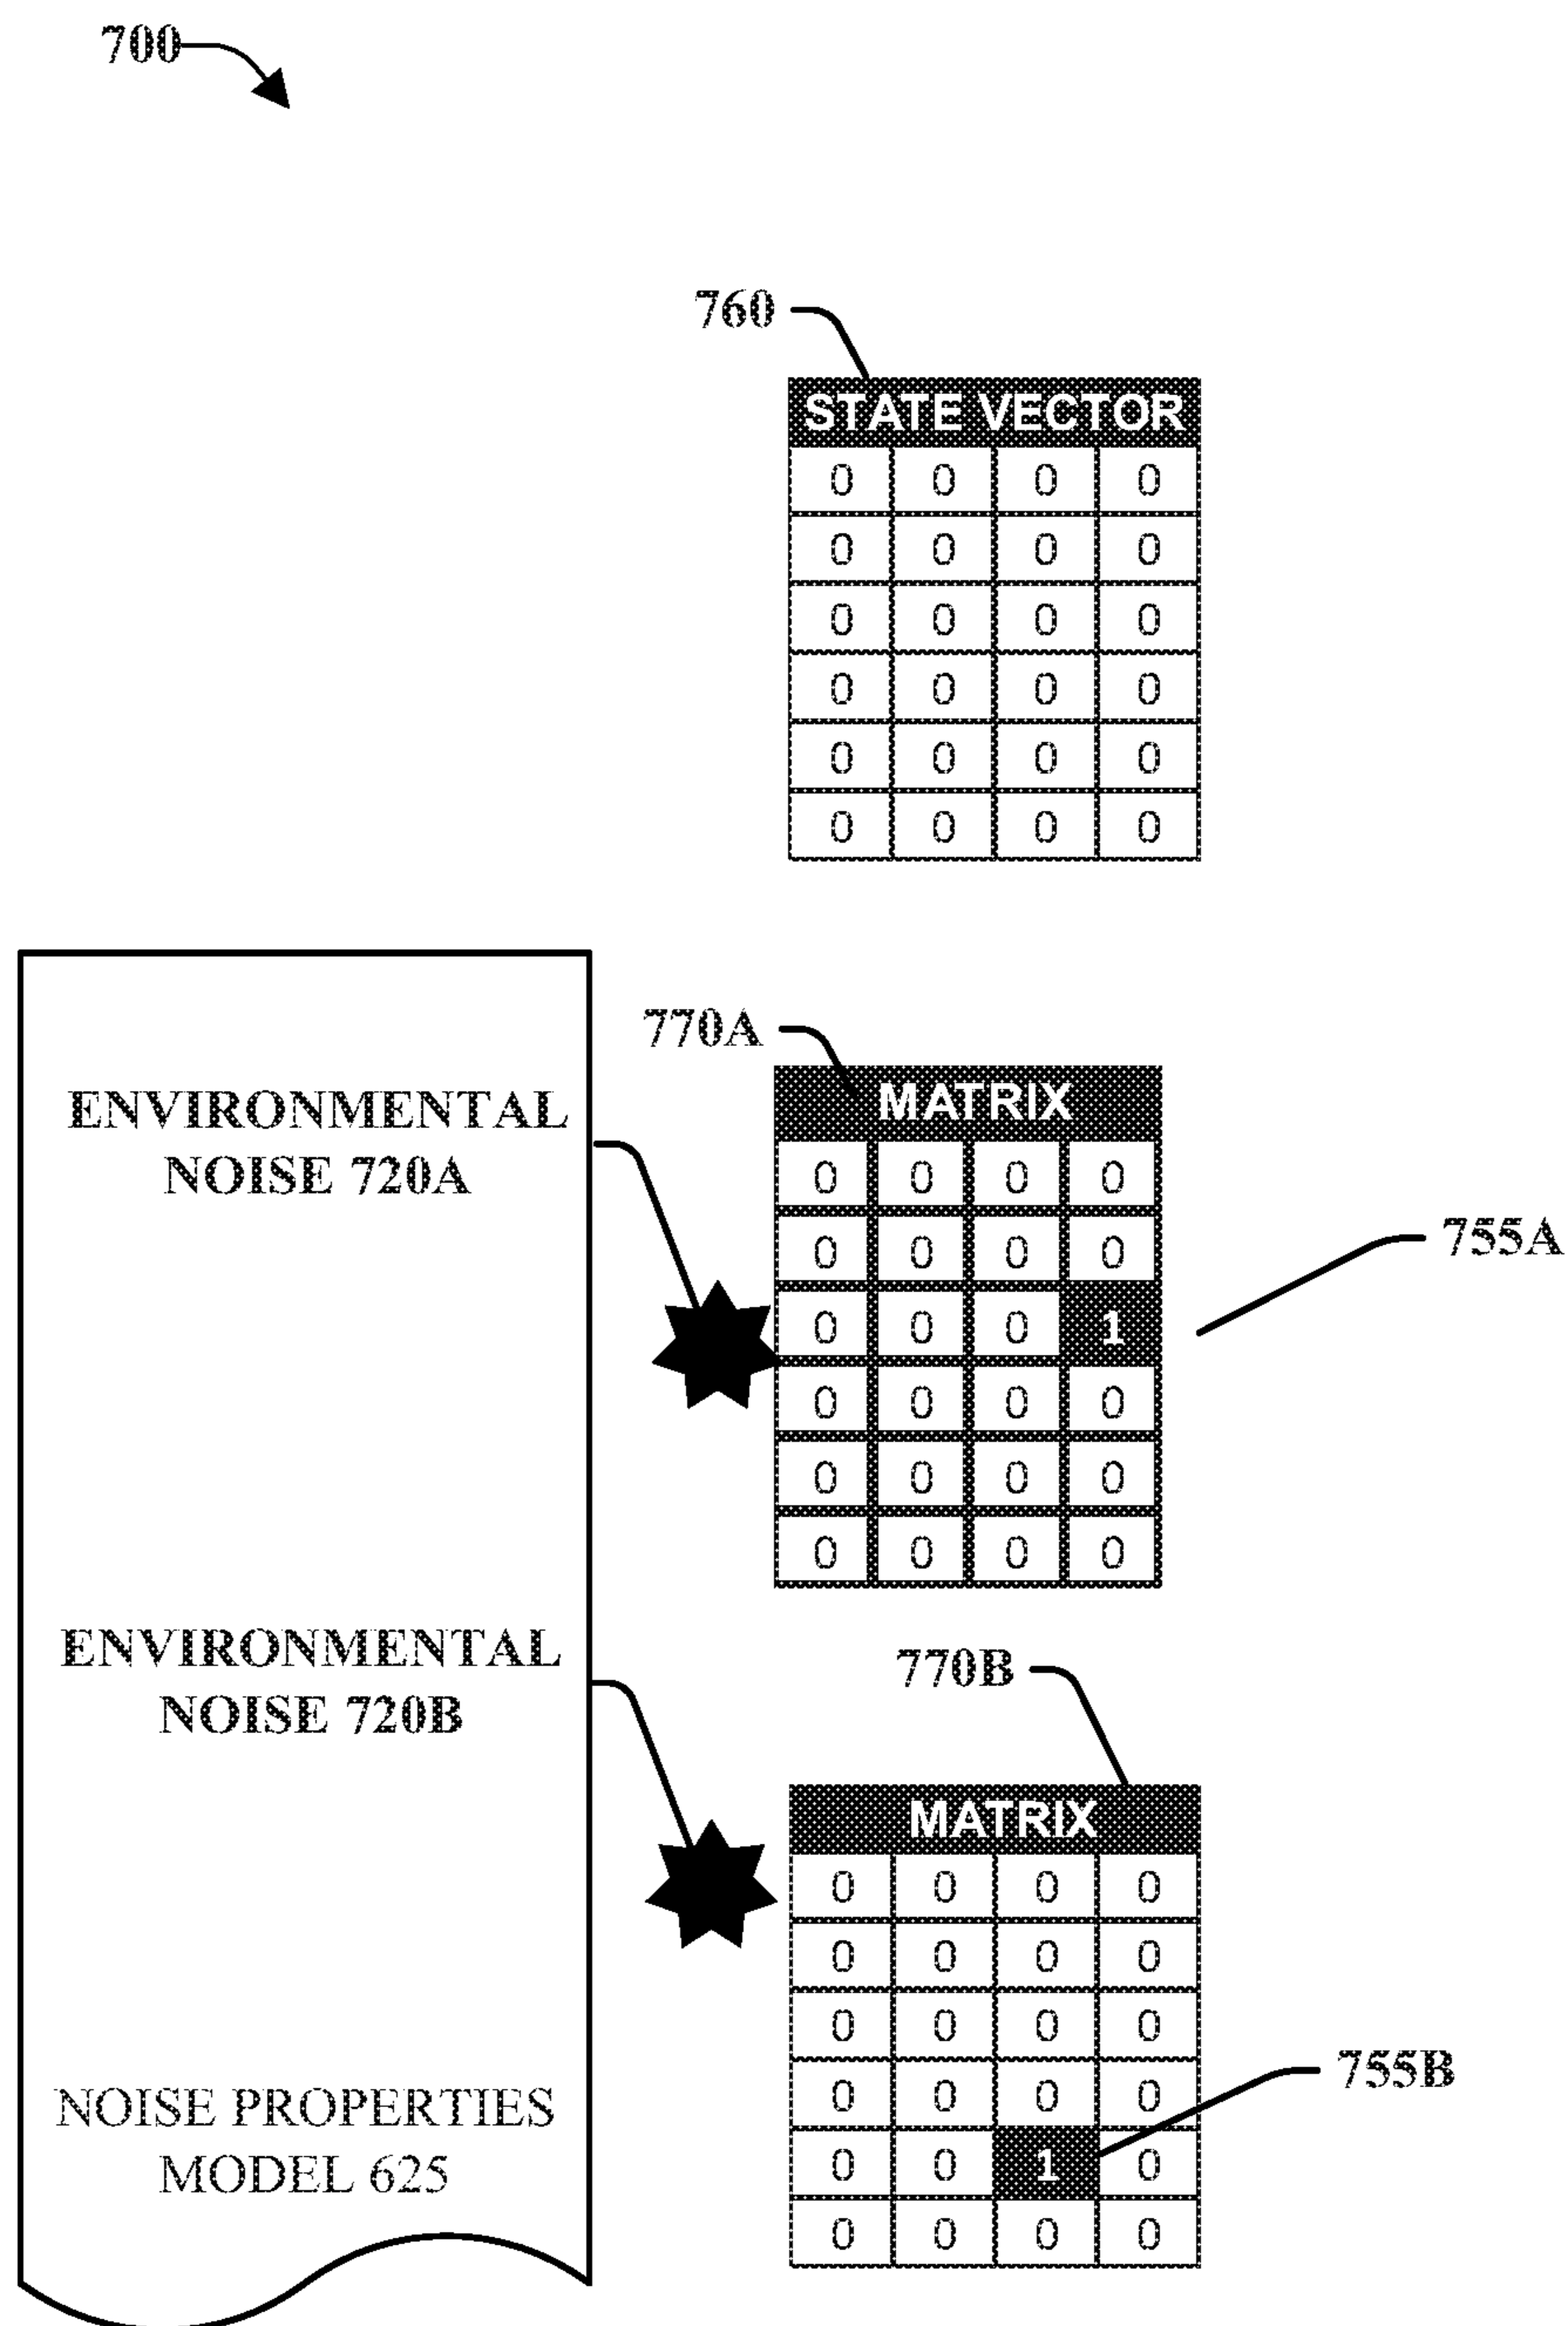 700
760
STATE VECTOR
0 0 0 0
0 0 0 0
0 0 0 0
0 0 0 0
0 0 0 0
0 0 0 0
770A
MATRIX
ENVIRONMENTAL
NOISE 720A
0 0 0 0
0 0 0 0
755A
0 0 0 1
0 0 0 0
0 0 0 0
0 0 0 0
ENVIRONMENTAL
NOISE 720B
770B
MATRIX
0 0 0 0
0 0 0 0
0 0 0 0
0 0 0 0
755B
0 0 1 0
0 0 0 0
NOISE PROPERTIES
MODEL 625